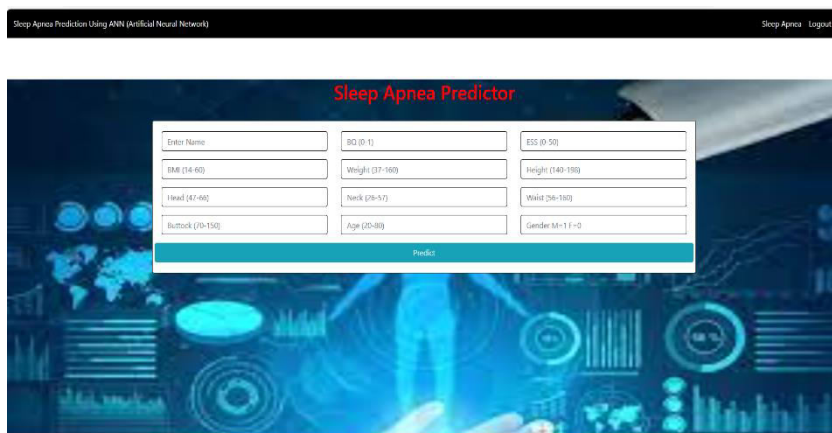 Sleep Apnea Prediction Using ANN (Artificial Neural Network) Sleep Apnea Logout
Sleep Apnea Predictor
Enter Name BQ (0-1) ESS (0-50)
BMI (14-60) Weight (37-160) Height (140-196)
Head (47-66) Neck (26-57) Waist (56-160)
Buttock (70-150) Age (20-80) Gender M=1 F=0
Predict